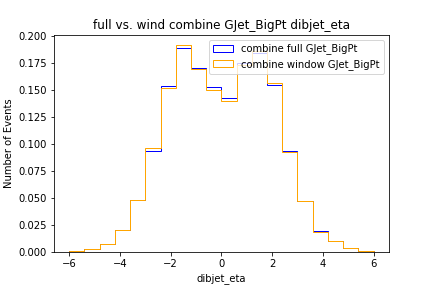 full vs. wind combine GJet_BigPt dibjet_eta
combine full GJet_BigPt
combine window GJet_BigPt
Number of Events
0.200
0.175
0.150
0.125
0.100
0.075
0.050
0.025
0.000
−6 −4 −2 0 2 4 6
dibjet_eta